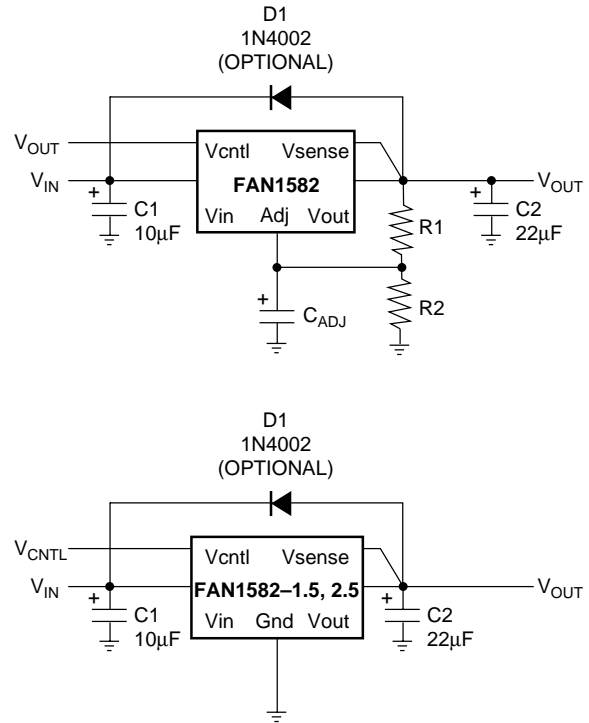 D1
1N4002
(OPTIONAL)
VOUT
Vcntl Vsense
VIN
FAN1582
VOUT
+ C1
10μF
Vin Adj Vout
R1
+ C2
22μF
+ CADJ
R2
D1
1N4002
(OPTIONAL)
VCNTL
Vcntl Vsense
VIN
FAN1582–1.5, 2.5
VOUT
+ C1
10μF
Vin Gnd Vout
+ C2
22μF